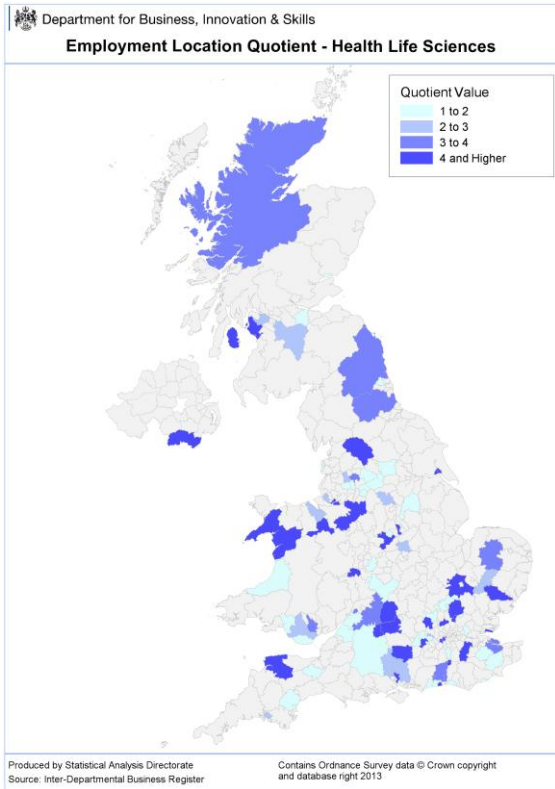 Department for Business, Innovation & Skills
Employment Location Quotient - Health Life Sciences
Quotient Value
1 to 2
2 to 3
3 to 4
4 and Higher
Produced by Statistical Analysis Directorate
Source: Inter-Departmental Business Register
Contains Ordnance Survey data © Crown copyright
and database right 2013